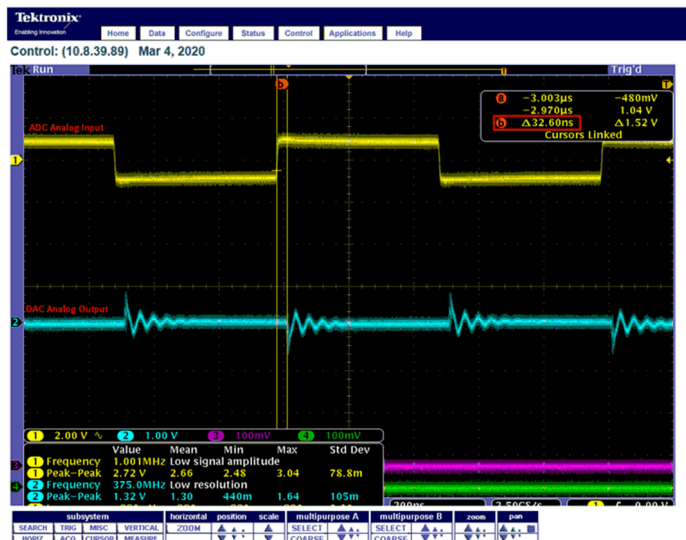 Tektronix
Enabling Innovation
Home Data Configure Status Control Applications Help
Control: (10.8.39.89) Mar 4, 2020
Tek Run Trig'd
b
T
a −3.003µs −480mV
−2.970µs 1.04 V
b Δ32.60ns Δ1.52 V
Cursors Linked
ADC Analog Input
1
DAC Analog Output
2
1 2.00 V 2 1.00 V 3 100mV 4 100mV
Value Mean Min Max Std Dev
1 Frequency 1.001MHz Low signal amplitude
1 Peak-Peak 2.72 V 2.66 2.48 3.04 78.8m
2 Frequency 375.0MHz Low resolution
2 Peak-Peak 1.32 V 1.30 440m 1.64 105m
3
4
subsystem horizontal position scale multipurpose A multipurpose B zoom pan
SEARCH TRIG MISC VERTICAL ZOOM SELECT SELECT
HORIZ ACQ CURSOR MEASURE COARSE COARSE